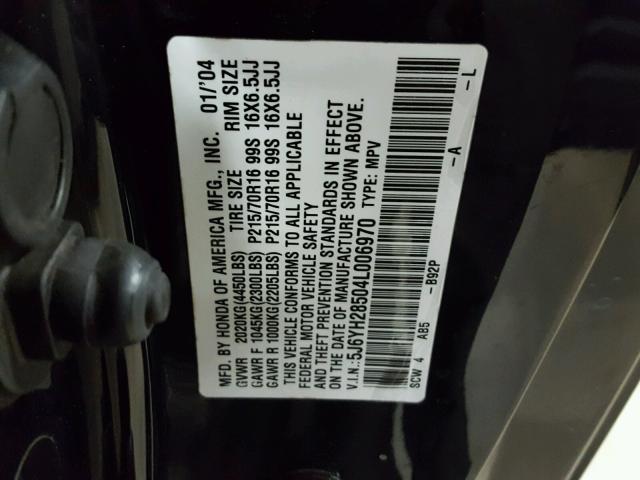 MFD. BY HONDA OF AMERICA MFG., INC. 01/'04
GVWR 2020KG(4450LBS) TIRE SIZE RIM SIZE
GAWR F 1045KG(2300LBS) P215/70R16 99S 16X6.5JJ
GAWR R 1000KG(2205LBS) P215/70R16 99S 16X6.5JJ
THIS VEHICLE CONFORMS TO ALL APPLICABLE
FEDERAL MOTOR VEHICLE SAFETY
AND THEFT PREVENTION STANDARDS IN EFFECT
ON THE DATE OF MANUFACTURE SHOWN ABOVE.
V.I.N.:5J6YH28504L006970 TYPE: MPV
SCW 4 AB5 -B92P -A -L